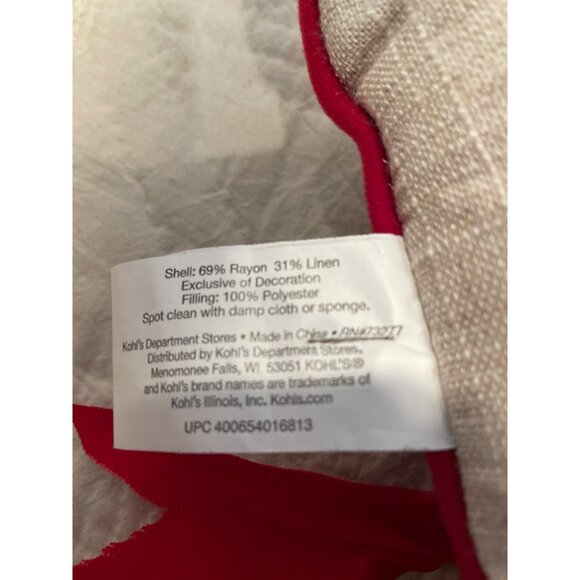 Shell: 69% Rayon 31% Linen
Exclusive of Decoration
Filling: 100% Polyester
Spot clean with damp cloth or sponge.
Kohl's Department Stores • Made in China • RN#73277
Distributed by Kohl's Department Stores,
Menomonee Falls, WI 53051 KOHL'S®
and Kohl's brand names are trademarks of
Kohl's Illinois, Inc. Kohls.com
UPC 400654016813